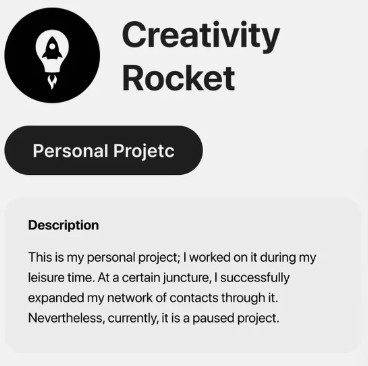 Creativity
Rocket
Personal Projetc
Description
This is my personal project; I worked on it during my
leisure time. At a certain juncture, I successfully
expanded my network of contacts through it.
Nevertheless, currently, it is a paused project.